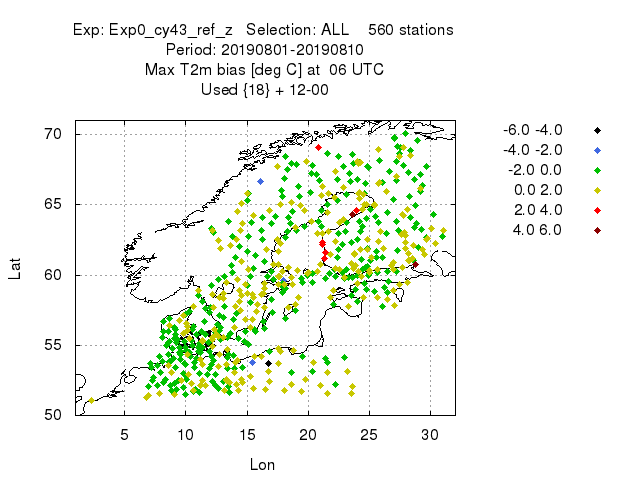 Exp: Exp0_cy43_ref_z   Selection: ALL    560 stations
Period: 20190801-20190810
Max T2m bias [deg C] at  06 UTC
Used {18} + 12-00
70
65
60
55
50
Lat
5 10 15 20 25 30
Lon
-6.0 -4.0
-4.0 -2.0
-2.0 0.0
0.0 2.0
2.0 4.0
4.0 6.0